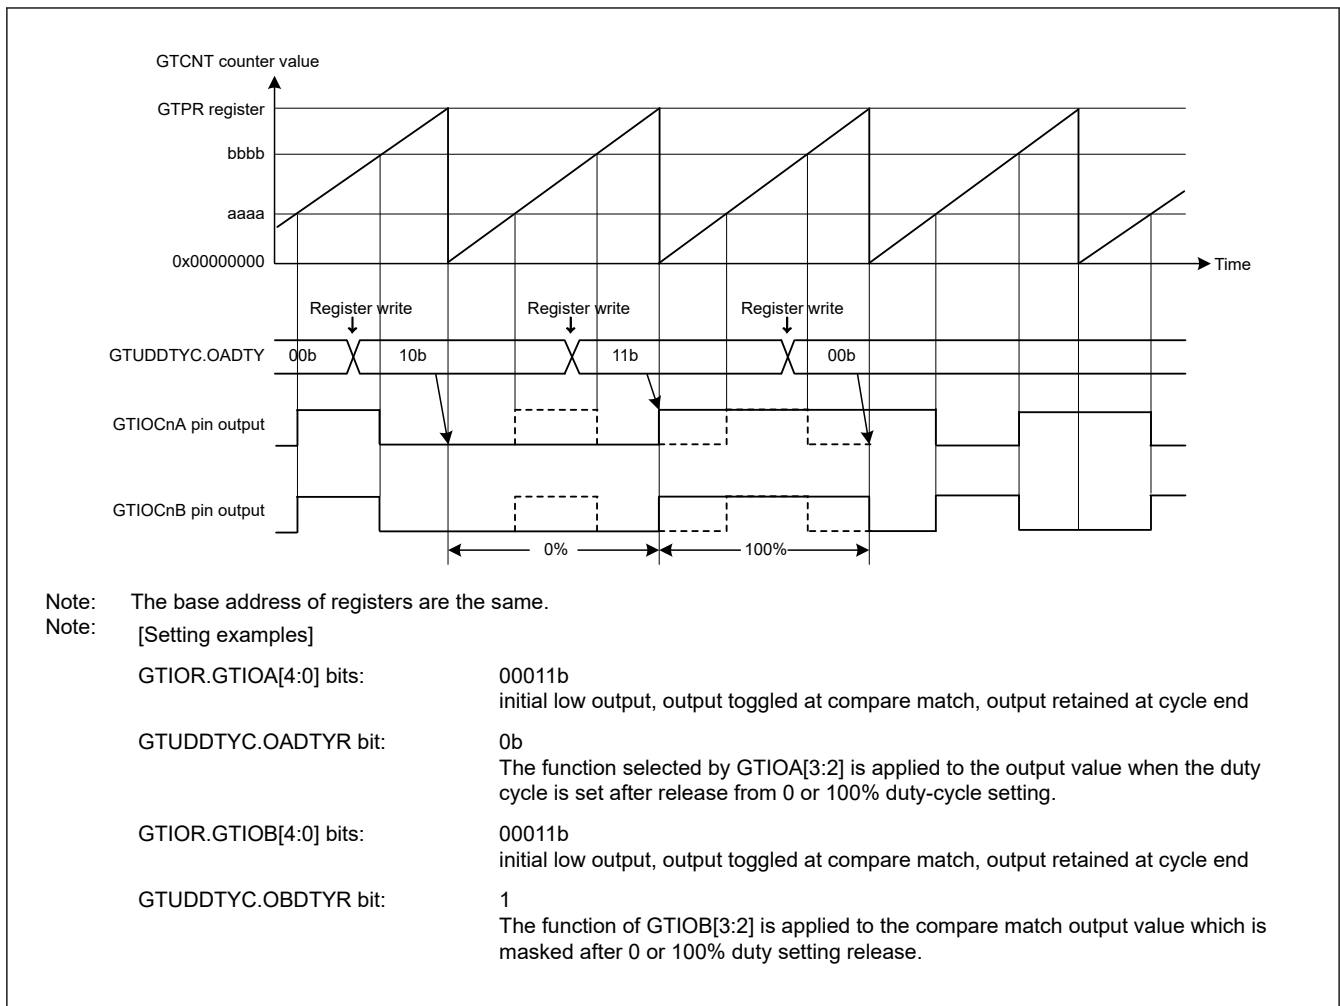 GTCNT counter value
GTPR register
bbbb
aaaa
0x00000000
Time
Register write Register write Register write
GTUDDTYC.OADTY 00b 10b 11b 00b
GTIOCnA pin output
GTIOCnB pin output
0% 100%
Note: The base address of registers are the same.
Note: [Setting examples]
GTIOR.GTIOA[4:0] bits: 00011b
initial low output, output toggled at compare match, output retained at cycle end
GTUDDTYC.OADTYR bit: 0b
The function selected by GTIOA[3:2] is applied to the output value when the duty
cycle is set after release from 0 or 100% duty-cycle setting.
GTIOR.GTIOB[4:0] bits: 00011b
initial low output, output toggled at compare match, output retained at cycle end
GTUDDTYC.OBDTYR bit: 1
The function of GTIOB[3:2] is applied to the compare match output value which is
masked after 0 or 100% duty setting release.